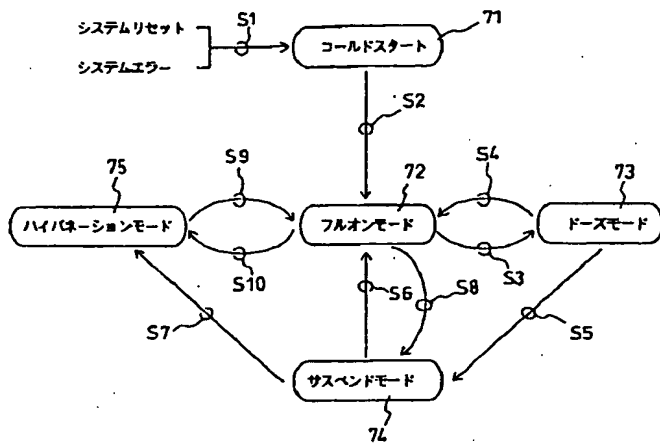 システムリセット
システムエラー
S1
コールドスタート
71
S2
75
S9
72
S4
73
ハイバネーションモード
フルオンモード
ドーズモード
S10
S6
S8
S3
S7
S5
サスペンドモード
74